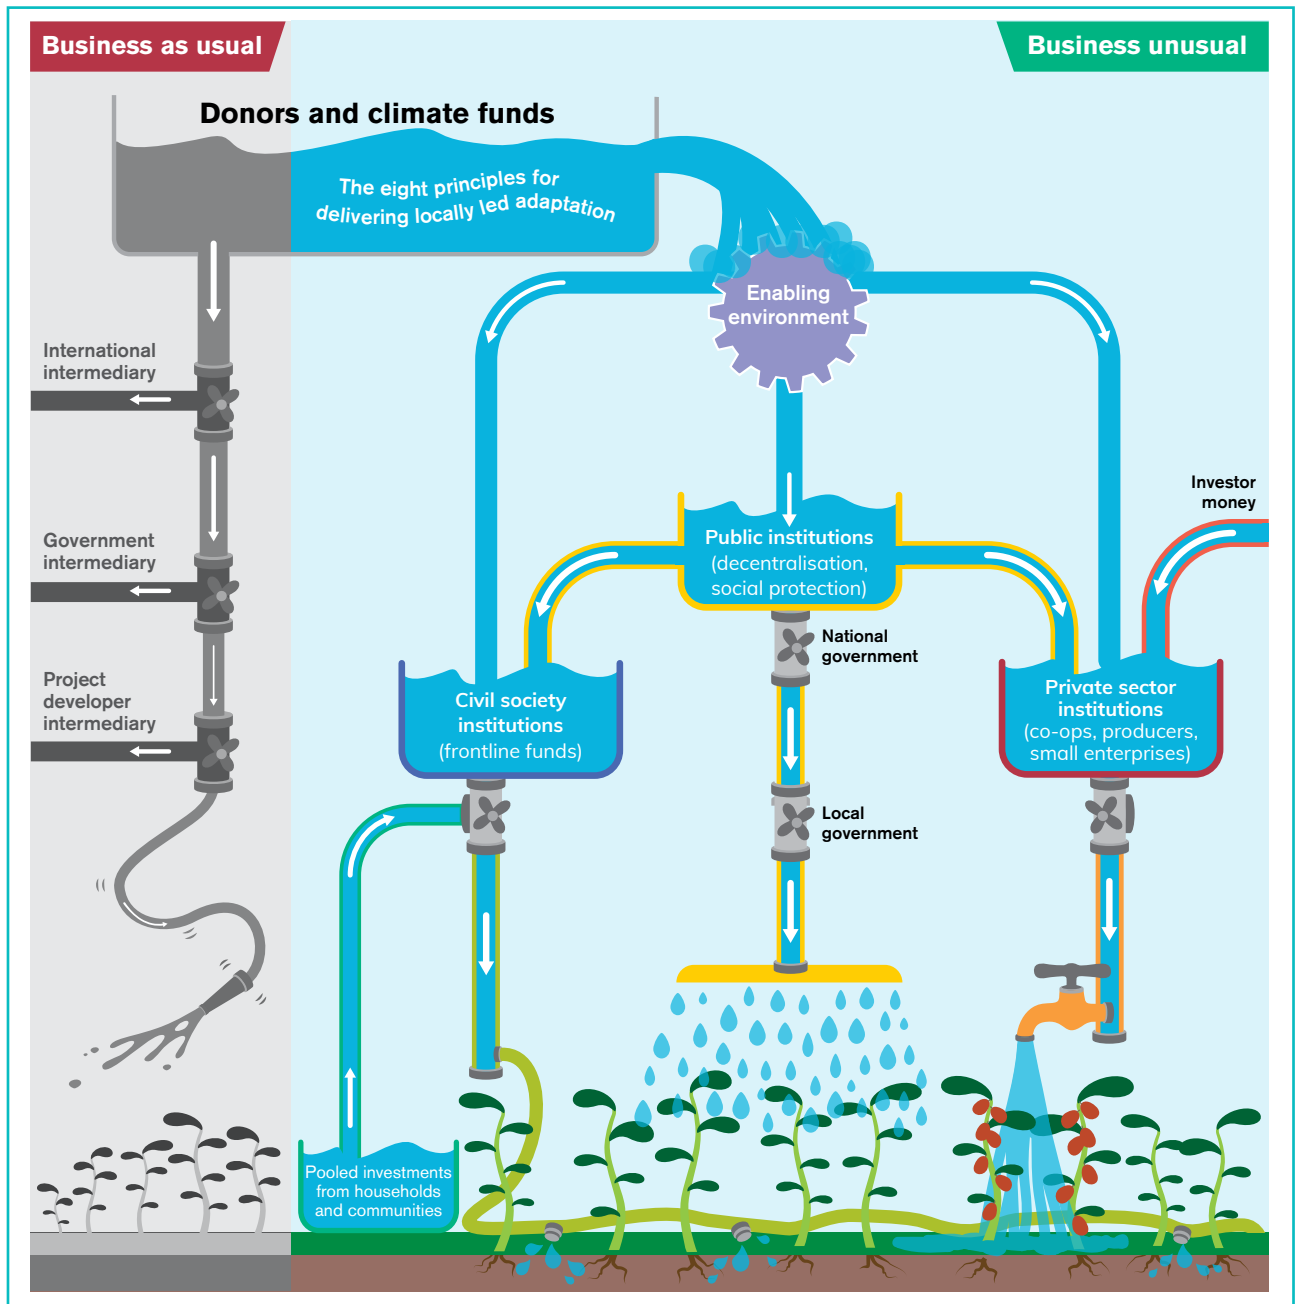 Business as usual
Business unusual
Donors and climate funds
The eight principles for
delivering locally led adaptation
Enabling
environment
International
intermediary
Government
intermediary
Project
developer
intermediary
Investor
money
Public institutions
(decentralisation,
social protection)
National
government
Civil society
institutions
(frontline funds)
Private sector
institutions
(co-ops, producers,
small enterprises)
Local
government
Pooled investments
from households
and communities